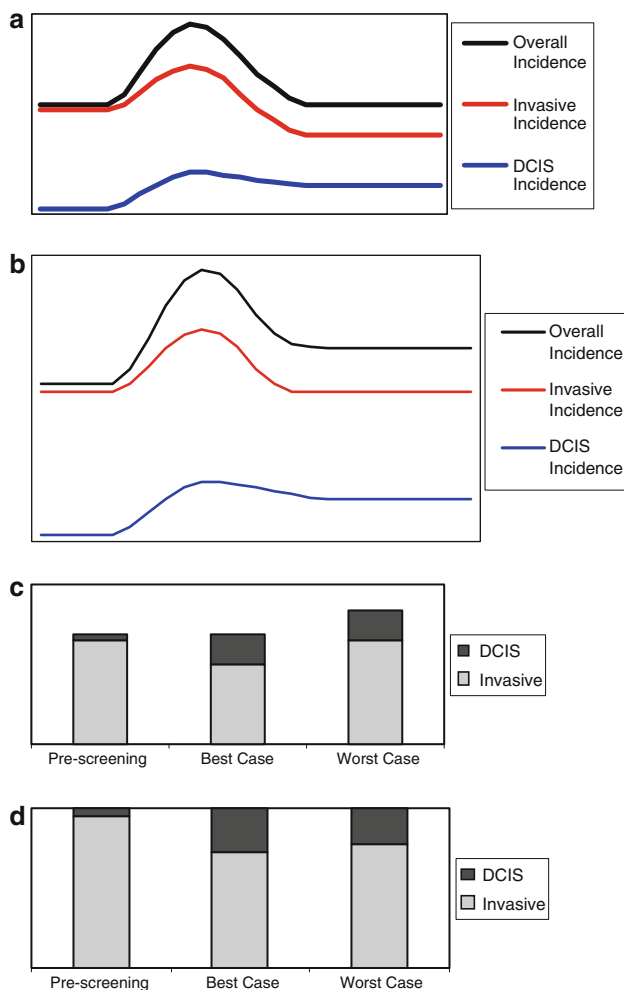 a
Overall
Incidence
Invasive
Incidence
DCIS
Incidence
b
Overall
Incidence
Invasive
Incidence
DCIS
Incidence
c
DCIS
Invasive
Pre-screening Best Case Worst Case
d
DCIS
Invasive
Pre-screening Best Case Worst Case